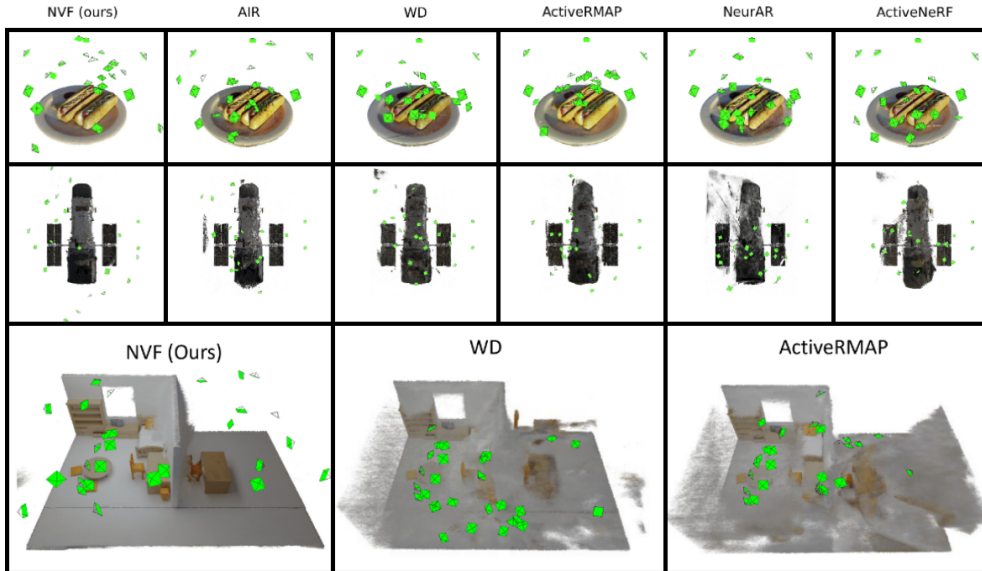 NVF (ours) AIR WD ActiveRMAP NeurAR ActiveNeRF
NVF (Ours) WD ActiveRMAP